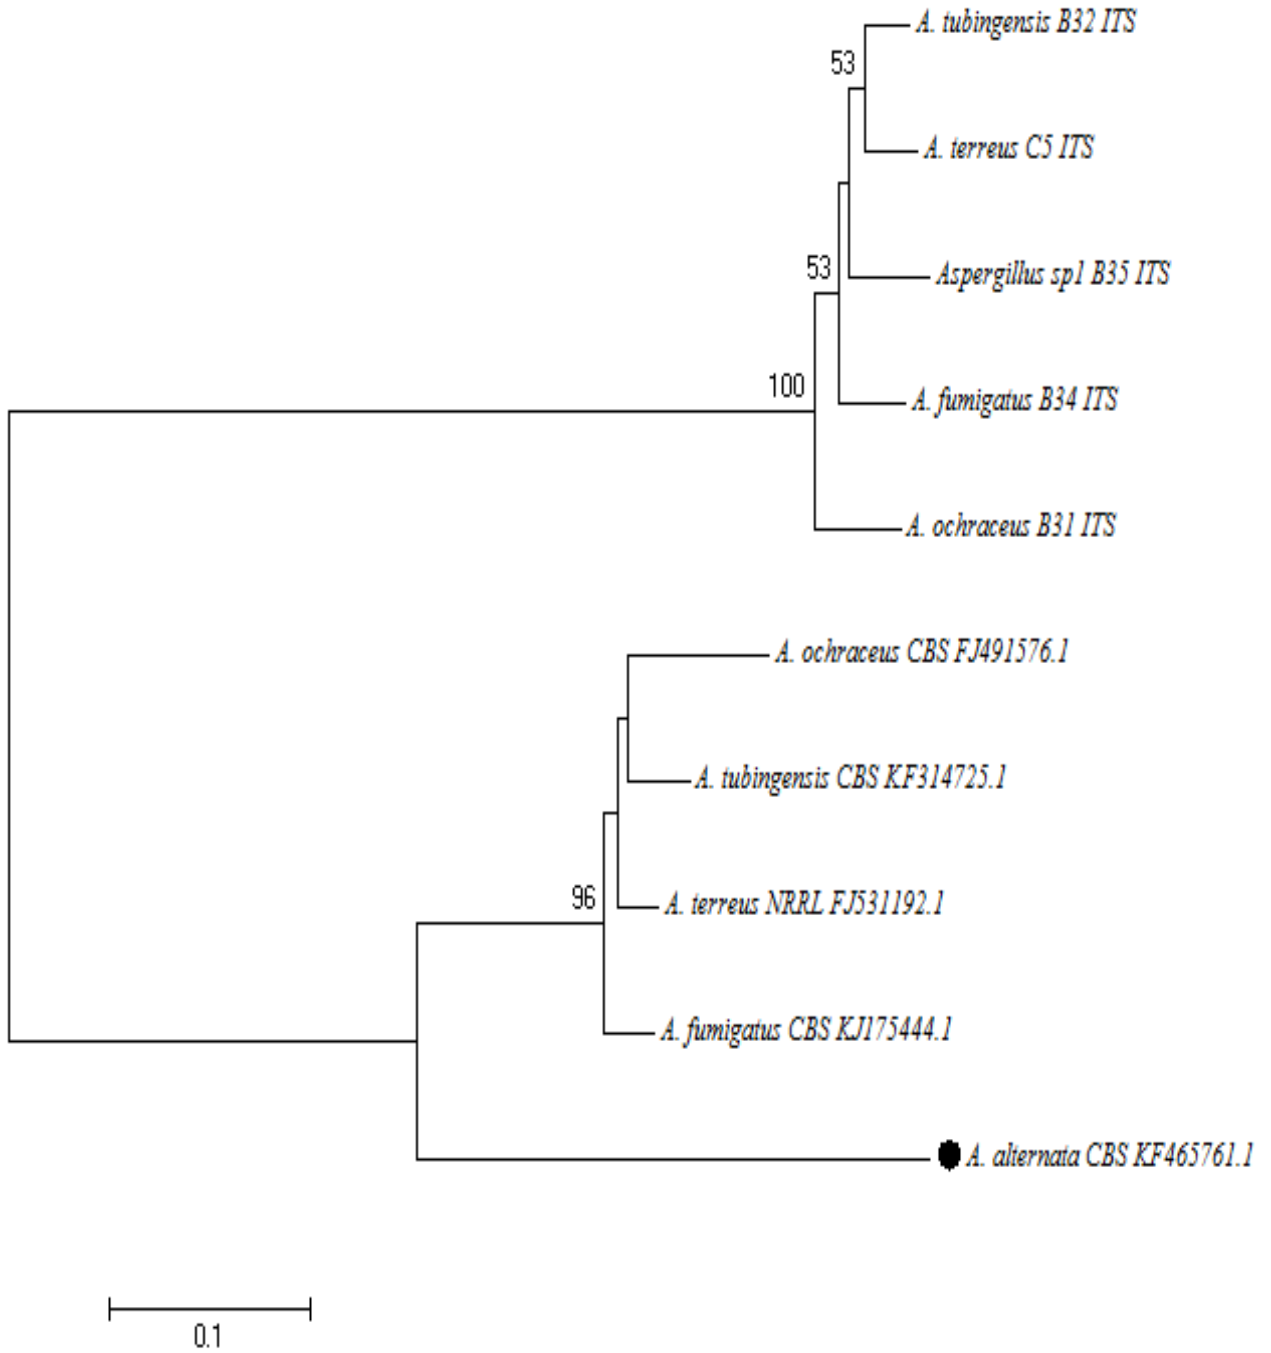 A. tubingensis B32 ITS
53
A. terreus C5 ITS
53
Aspergillus sp1 B35 ITS
100
A. fumigatus B34 ITS
A. ochraceus B31 ITS
A. ochraceus CBS FJ491576.1
A. tubingensis CBS KF314725.1
96
A. terreus NRRL FJ531192.1
A. fumigatus CBS KJ175444.1
A. alternata CBS KF465761.1
0.1